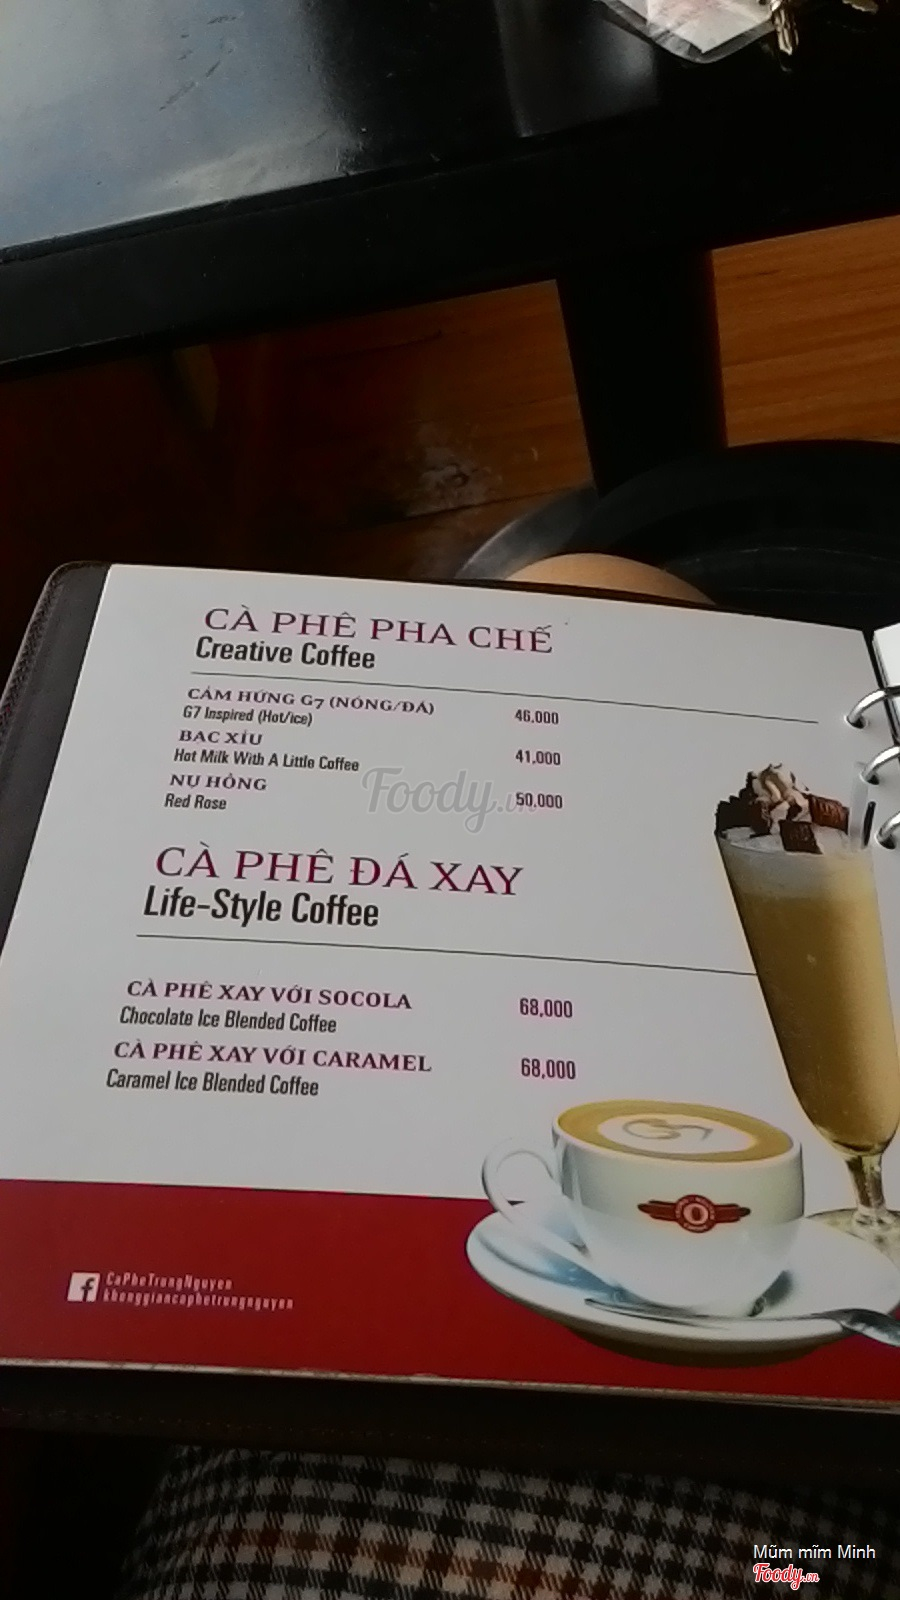 CÀ PHÊ PHA CHẾ
Creative Coffee
CẢM HỨNG G7 (NÓNG/ĐÁ) 46,000
G7 Inspired (Hot/ice)
BẠC XỈU 41,000
Hot Milk With A Little Coffee
NỤ HỒNG 50,000
Red Rose
Foody.vn
CÀ PHÊ ĐÁ XAY
Life-Style Coffee
CÀ PHÊ XAY VỚI SOCOLA 68,000
Chocolate Ice Blended Coffee
CÀ PHÊ XAY VỚI CARAMEL 68,000
Caramel Ice Blended Coffee
f CaPheTrungNguyen
khonggiancaphetrungnguyen
Mũm mĩm Minh
Foody.vn